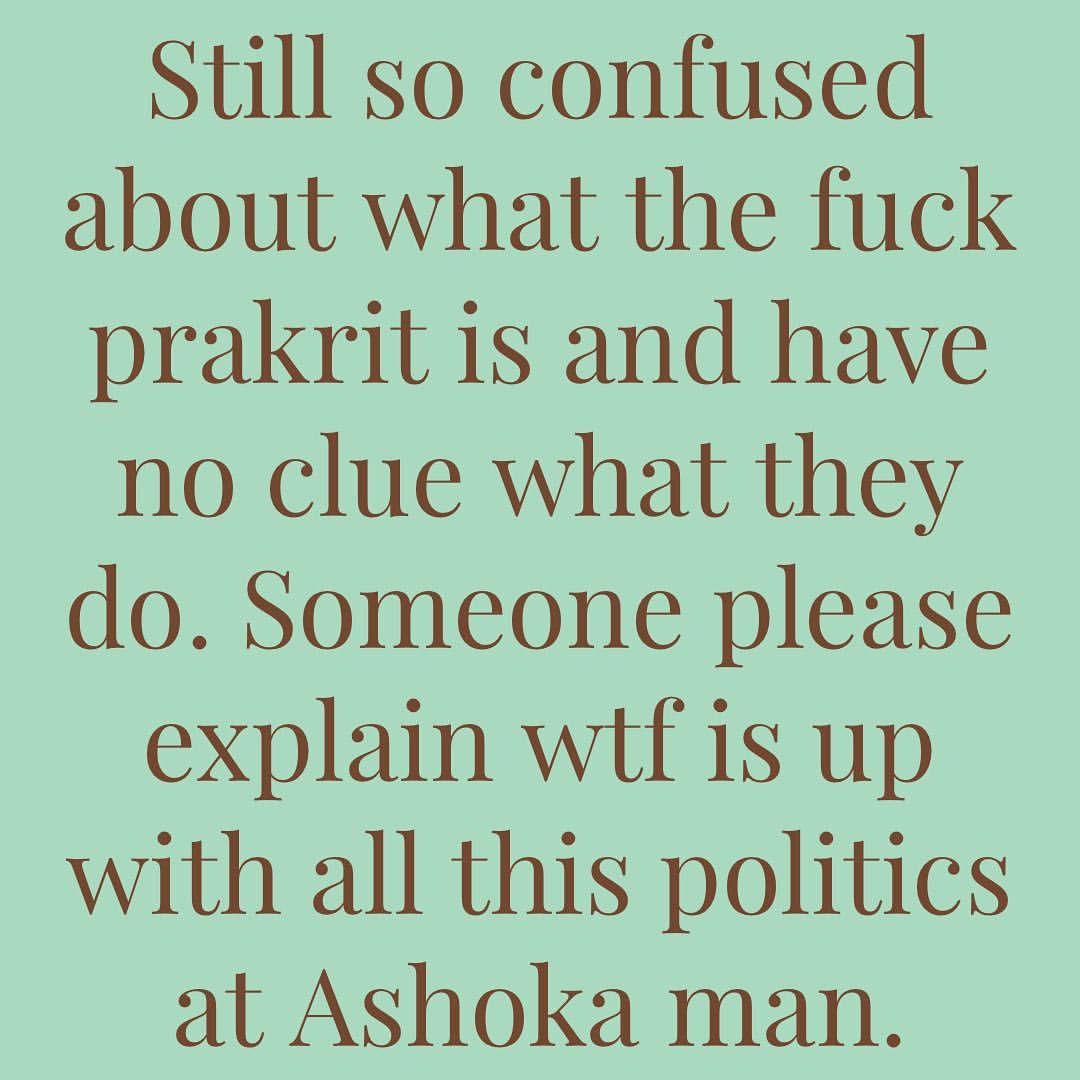 Still so confused
about what the fuck
prakrit is and have
no clue what they
do. Someone please
explain wtf is up
with all this politics
at Ashoka man.